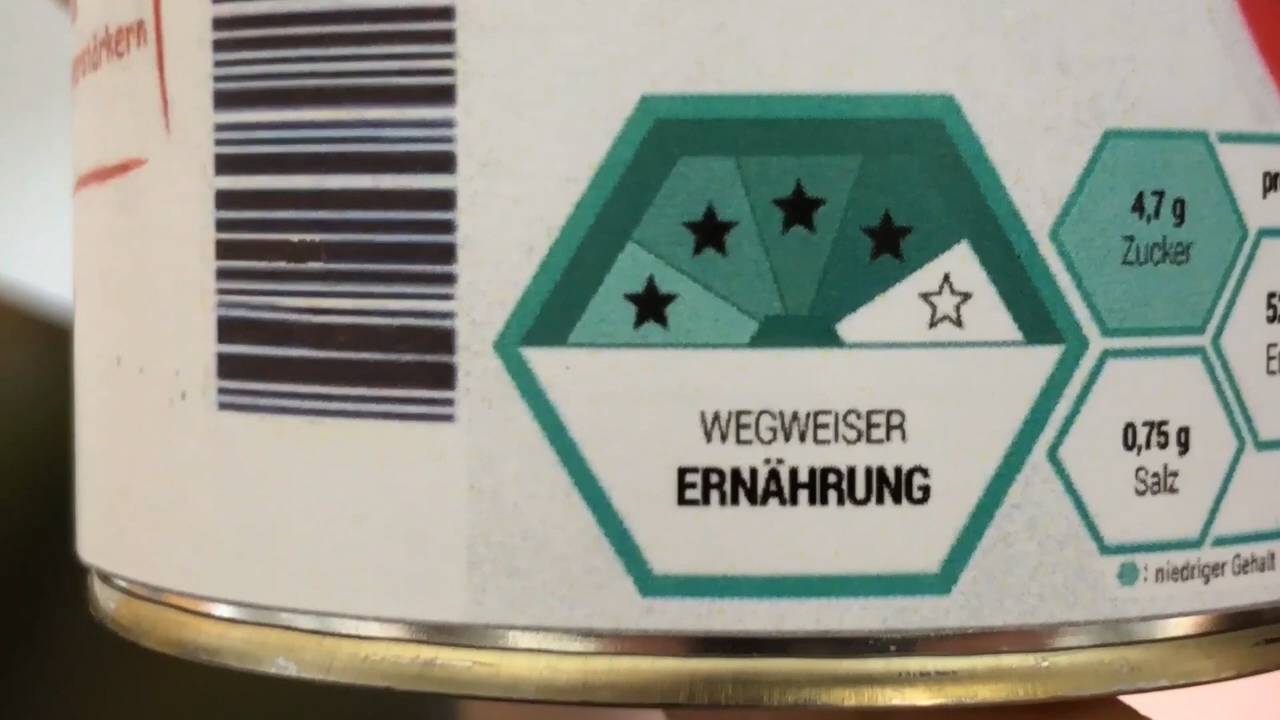 WEGWEISER
ERNÄHRUNG
4,7 g
Zucker
0,75 g
Salz
: niedriger Gehalt